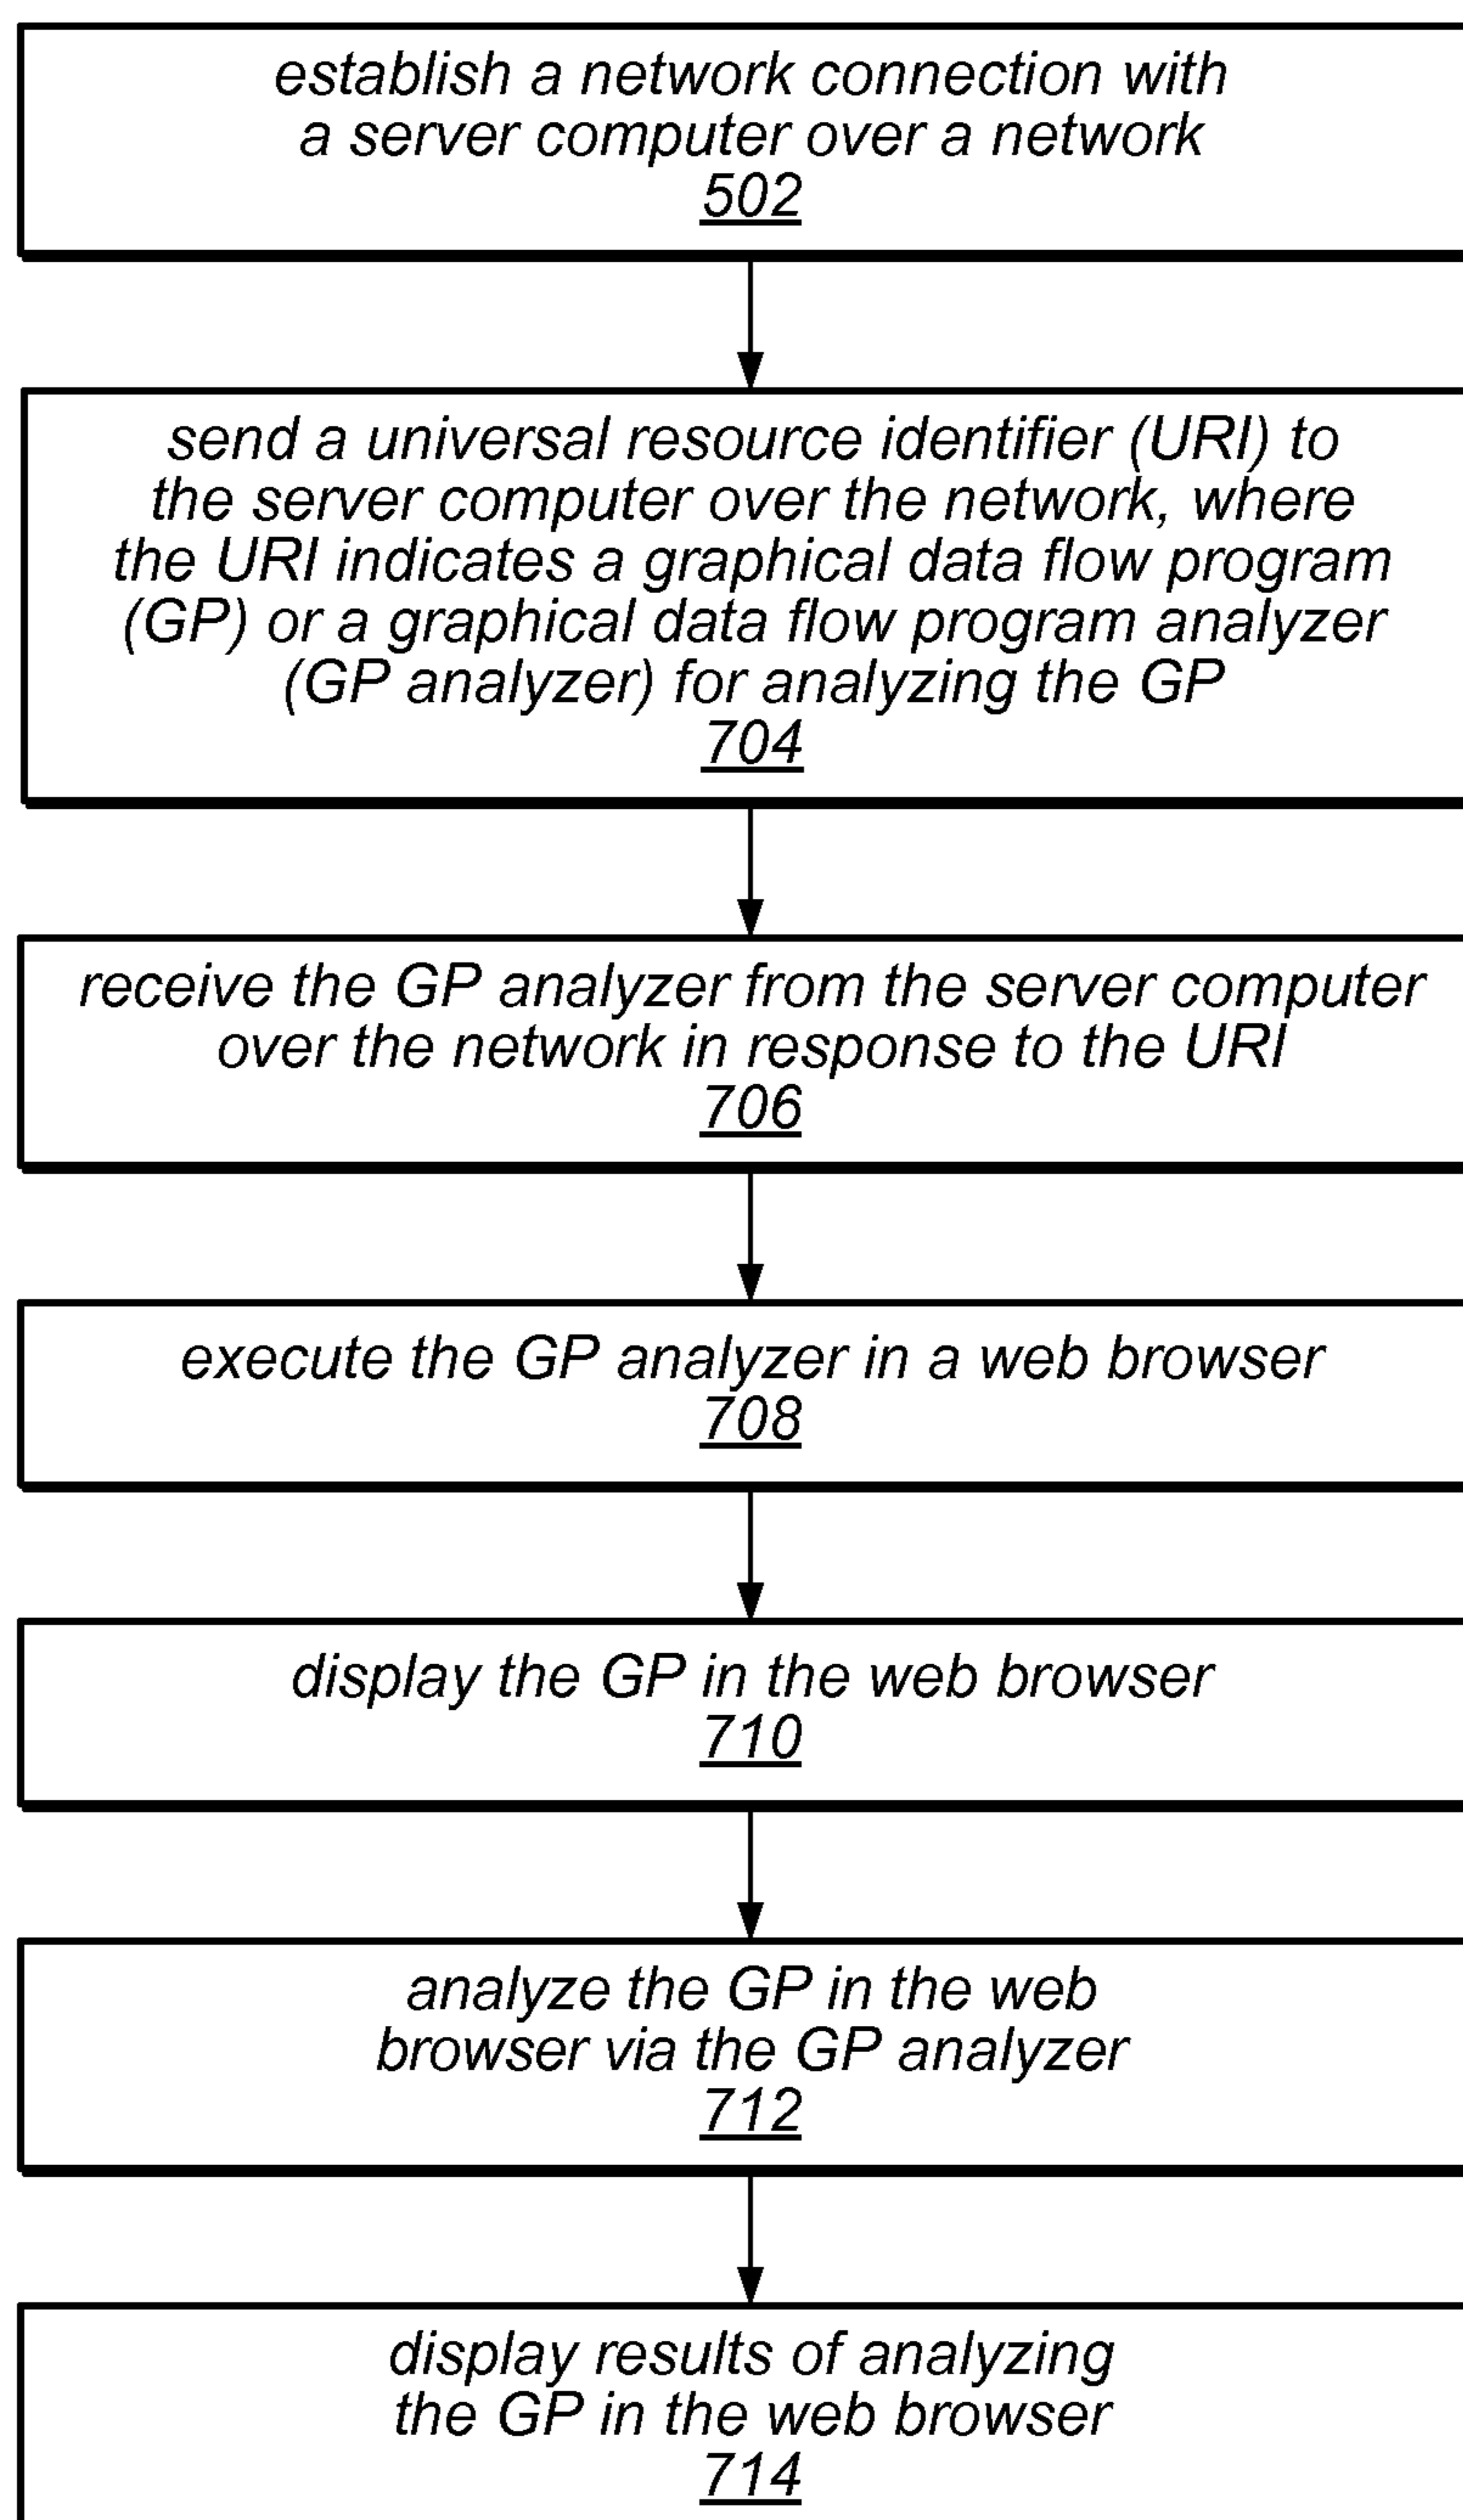 establish a network connection with
a server computer over a network
502
send a universal resource identifier (URI) to
the server computer over the network, where
the URI indicates a graphical data flow program
(GP) or a graphical data flow program analyzer
(GP analyzer) for analyzing the GP
704
receive the GP analyzer from the server computer
over the network in response to the URI
706
execute the GP analyzer in a web browser
708
display the GP in the web browser
710
analyze the GP in the web
browser via the GP analyzer
712
display results of analyzing
the GP in the web browser
714